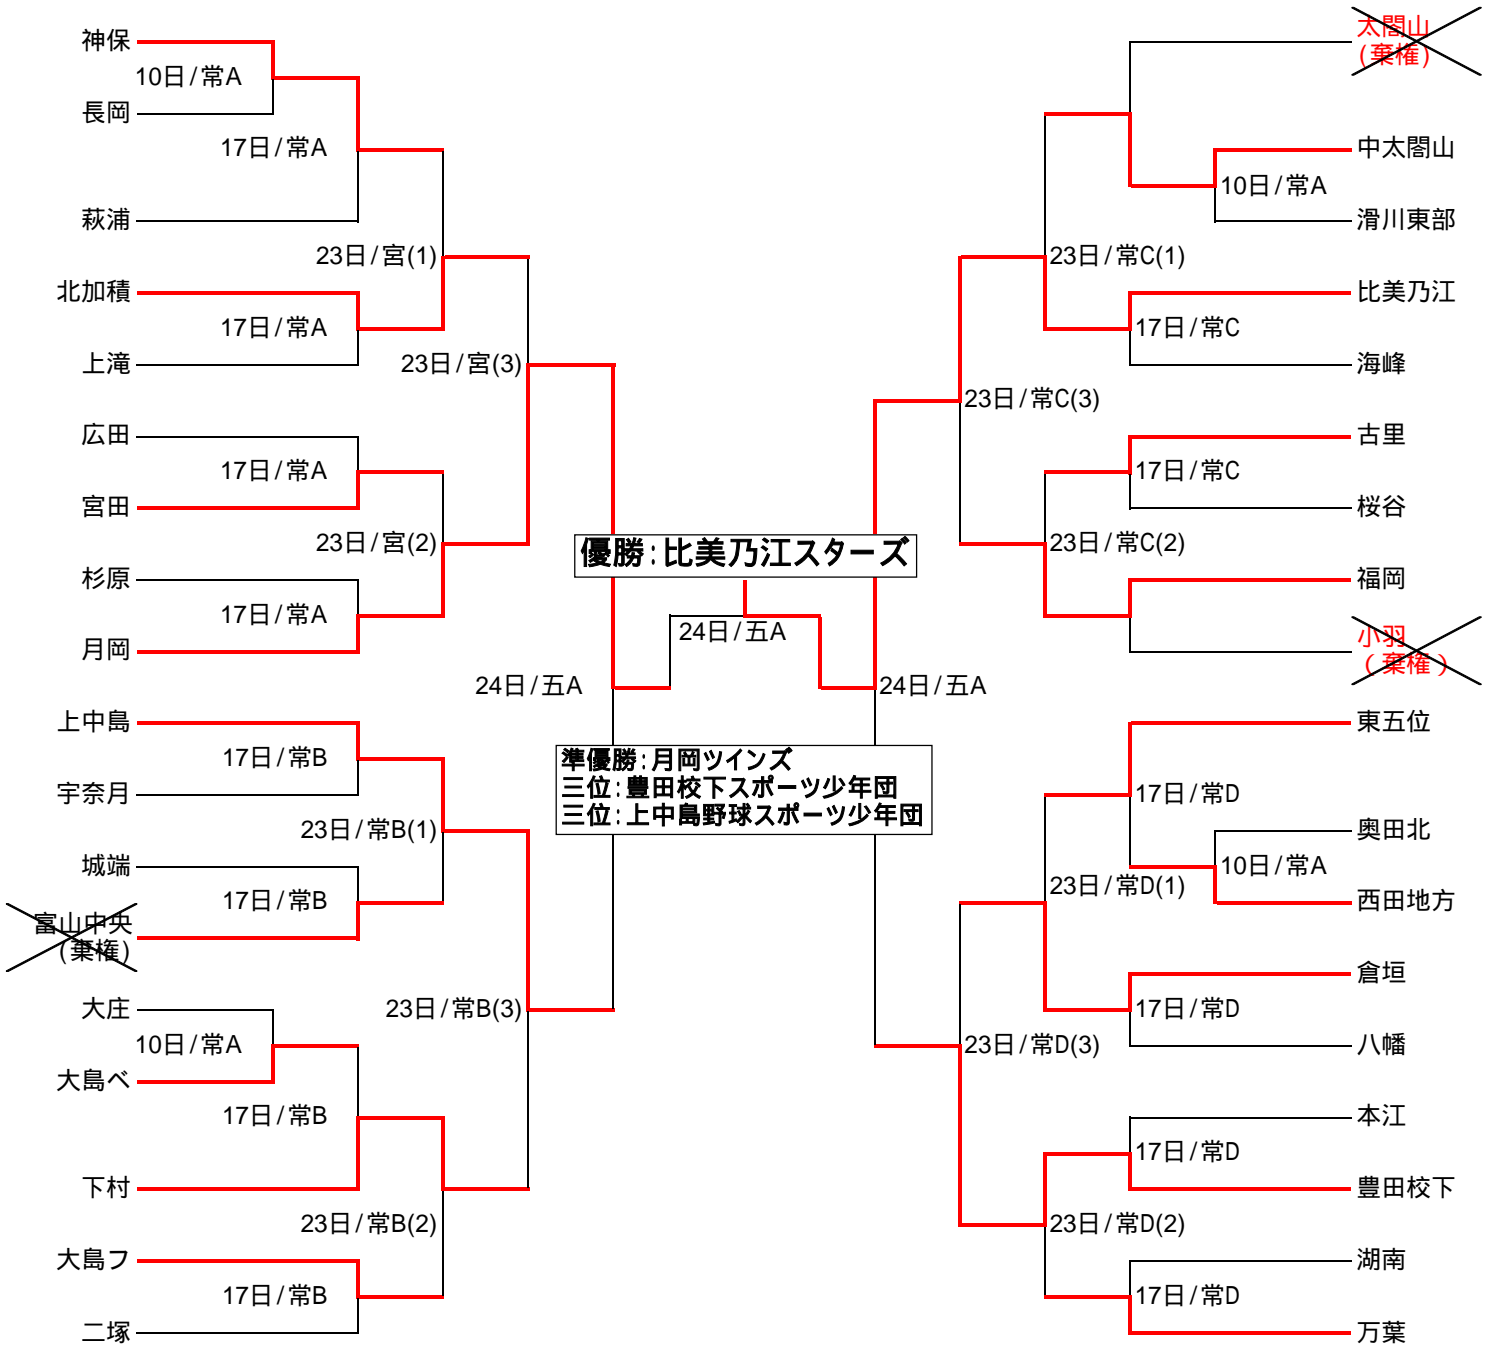 神保
10日/常A
長岡
17日/常A
萩浦
23日/宮(1)
北加積
17日/常A
上滝
23日/宮(3)
広田
17日/常A
宮田
23日/宮(2)
杉原
17日/常A
月岡
24日/五A
上中島
17日/常B
宇奈月
23日/常B(1)
城端
17日/常B
富山中央
(棄権)
23日/常B(3)
大庄
10日/常A
大島ベ
17日/常B
下村
23日/常B(2)
大島フ
17日/常B
二塚
優勝:比美乃江スターズ
24日/五A
準優勝:月岡ツインズ
三位:豊田校下スポーツ少年団
三位:上中島野球スポーツ少年団
太閤山
(棄権)
中太閤山
10日/常A
滑川東部
23日/常C(1)
比美乃江
17日/常C
海峰
23日/常C(3)
古里
17日/常C
桜谷
23日/常C(2)
福岡
小羽
(棄権)
24日/五A
東五位
17日/常D
奥田北
10日/常A
西田地方
23日/常D(1)
倉垣
17日/常D
八幡
23日/常D(3)
本江
17日/常D
豊田校下
23日/常D(2)
湖南
17日/常D
万葉